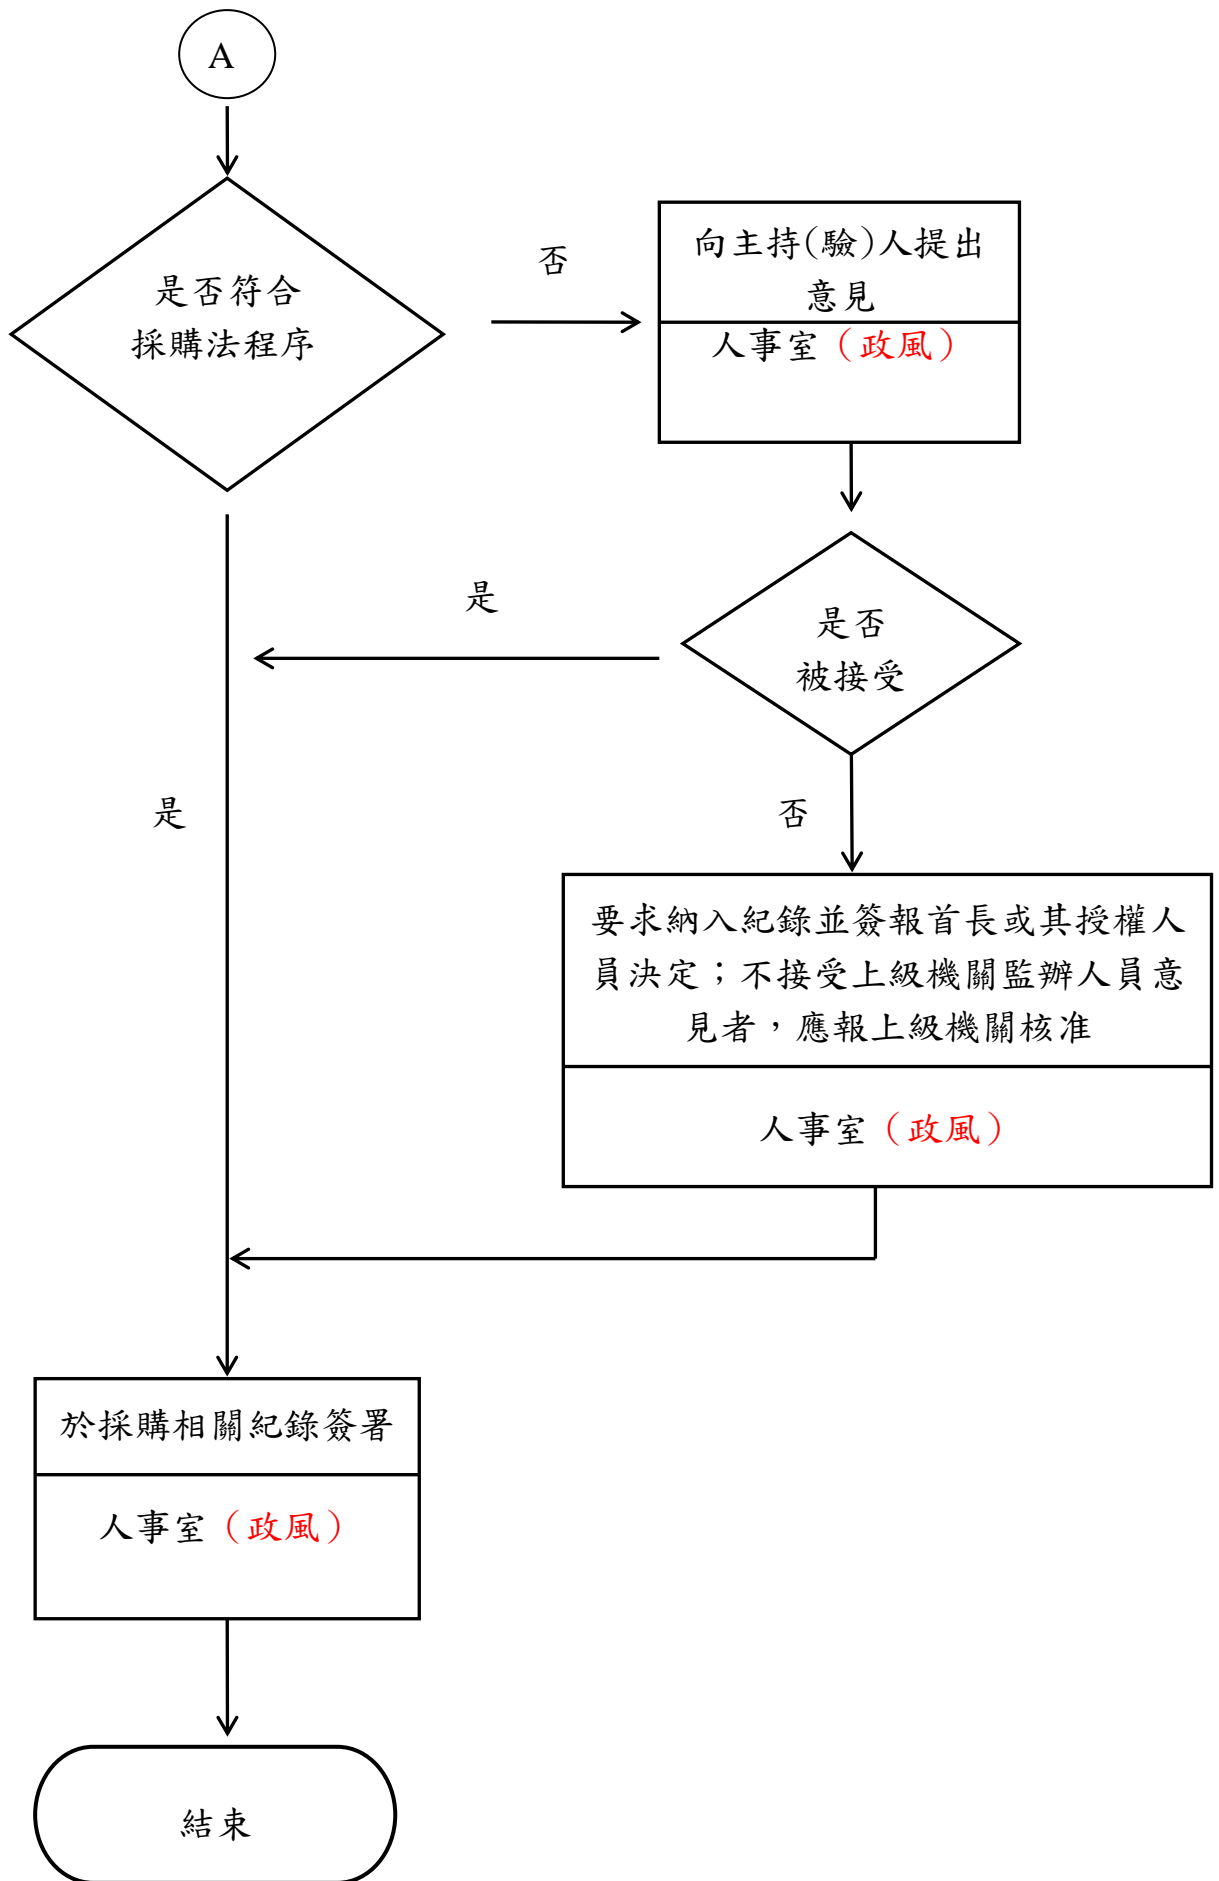 A
是否符合
採購法程序
否
向主持(驗)人提出
意見
人事室（政風）
是否
被接受
是
是
否
要求納入紀錄並簽報首長或其授權人
員決定；不接受上級機關監辦人員意
見者，應報上級機關核准
人事室（政風）
於採購相關紀錄簽署
人事室（政風）
結束